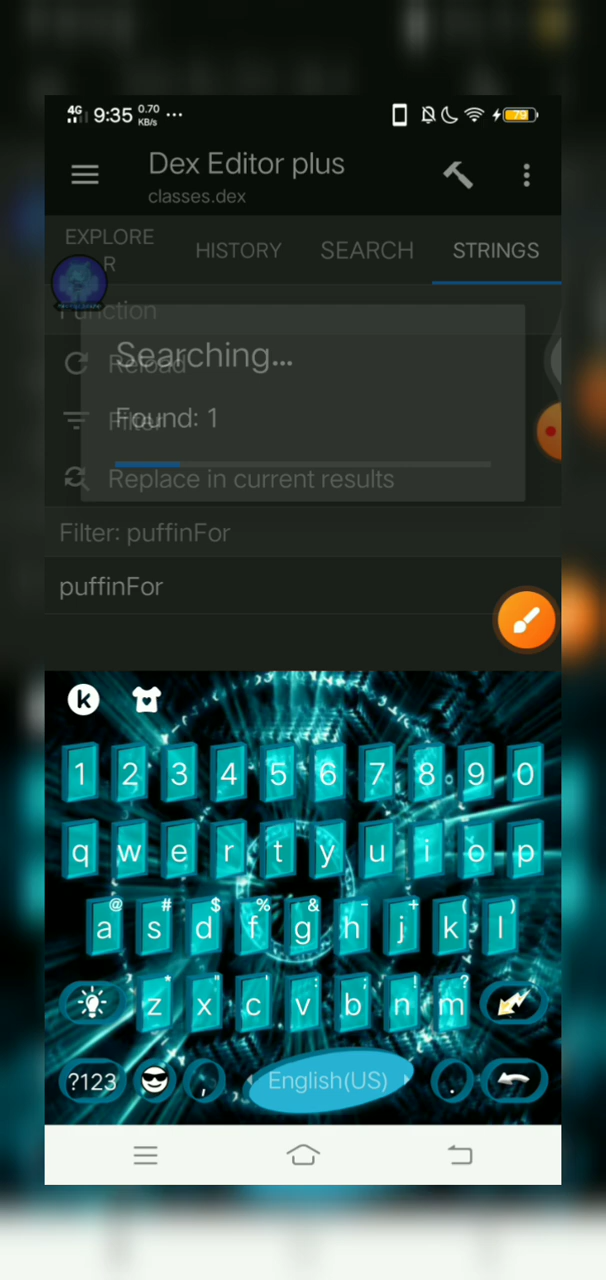 4G 9:35 0.70 KB/s ... 79
Dex Editor plus
classes.dex
EXPLORE
R
HISTORY
SEARCH
STRINGS
Function
Searching...
Reload
Found: 1
Filter
Replace in current results
Filter: puffinFor
puffinFor
k
1 2 3 4 5 6 7 8 9 0
q w e r t y u i o p
@ # $ % & - + ( )
a s d f g h j k l
* " ' : ; ! ?
z x c v b n m
?123 , English(US) .